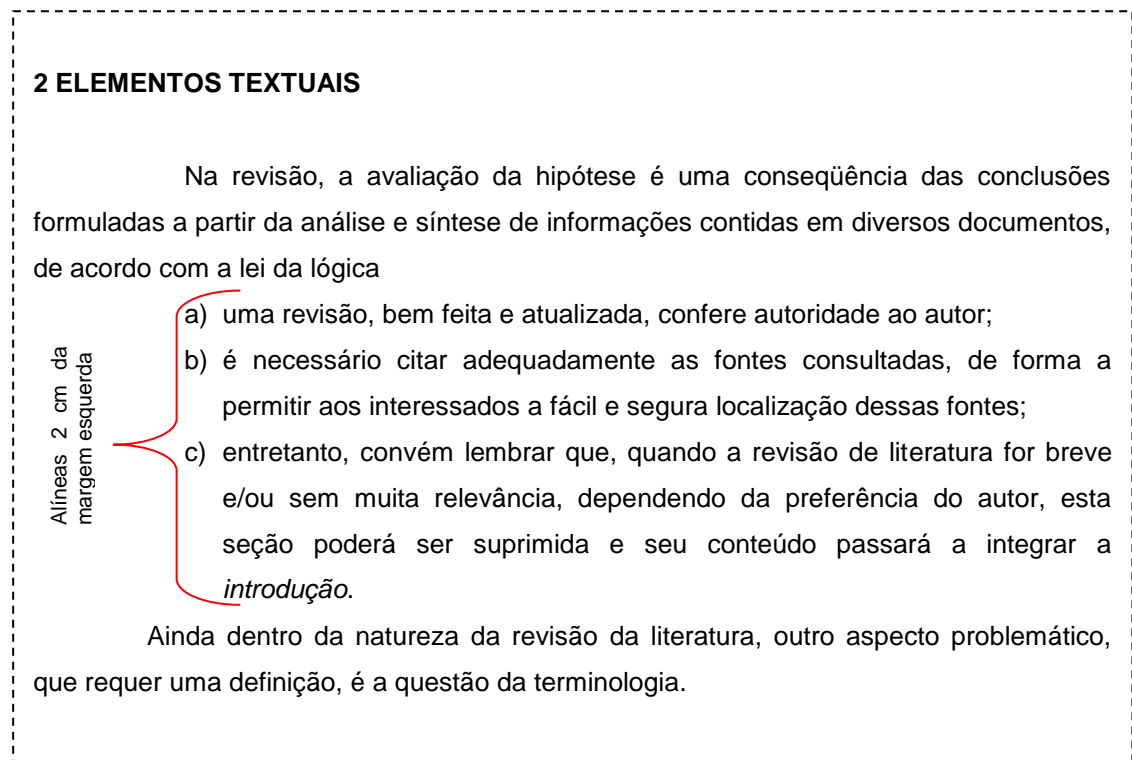 2 ELEMENTOS TEXTUAIS
Na revisão, a avaliação da hipótese é uma conseqüência das conclusões
formuladas a partir da análise e síntese de informações contidas em diversos documentos,
de acordo com a lei da lógica
a) uma revisão, bem feita e atualizada, confere autoridade ao autor;
b) é necessário citar adequadamente as fontes consultadas, de forma a
permitir aos interessados a fácil e segura localização dessas fontes;
c) entretanto, convém lembrar que, quando a revisão de literatura for breve
e/ou sem muita relevância, dependendo da preferência do autor, esta
seção poderá ser suprimida e seu conteúdo passará a integrar a
introdução.
Alíneas 2 cm da
margem esquerda
Ainda dentro da natureza da revisão da literatura, outro aspecto problemático,
que requer uma definição, é a questão da terminologia.